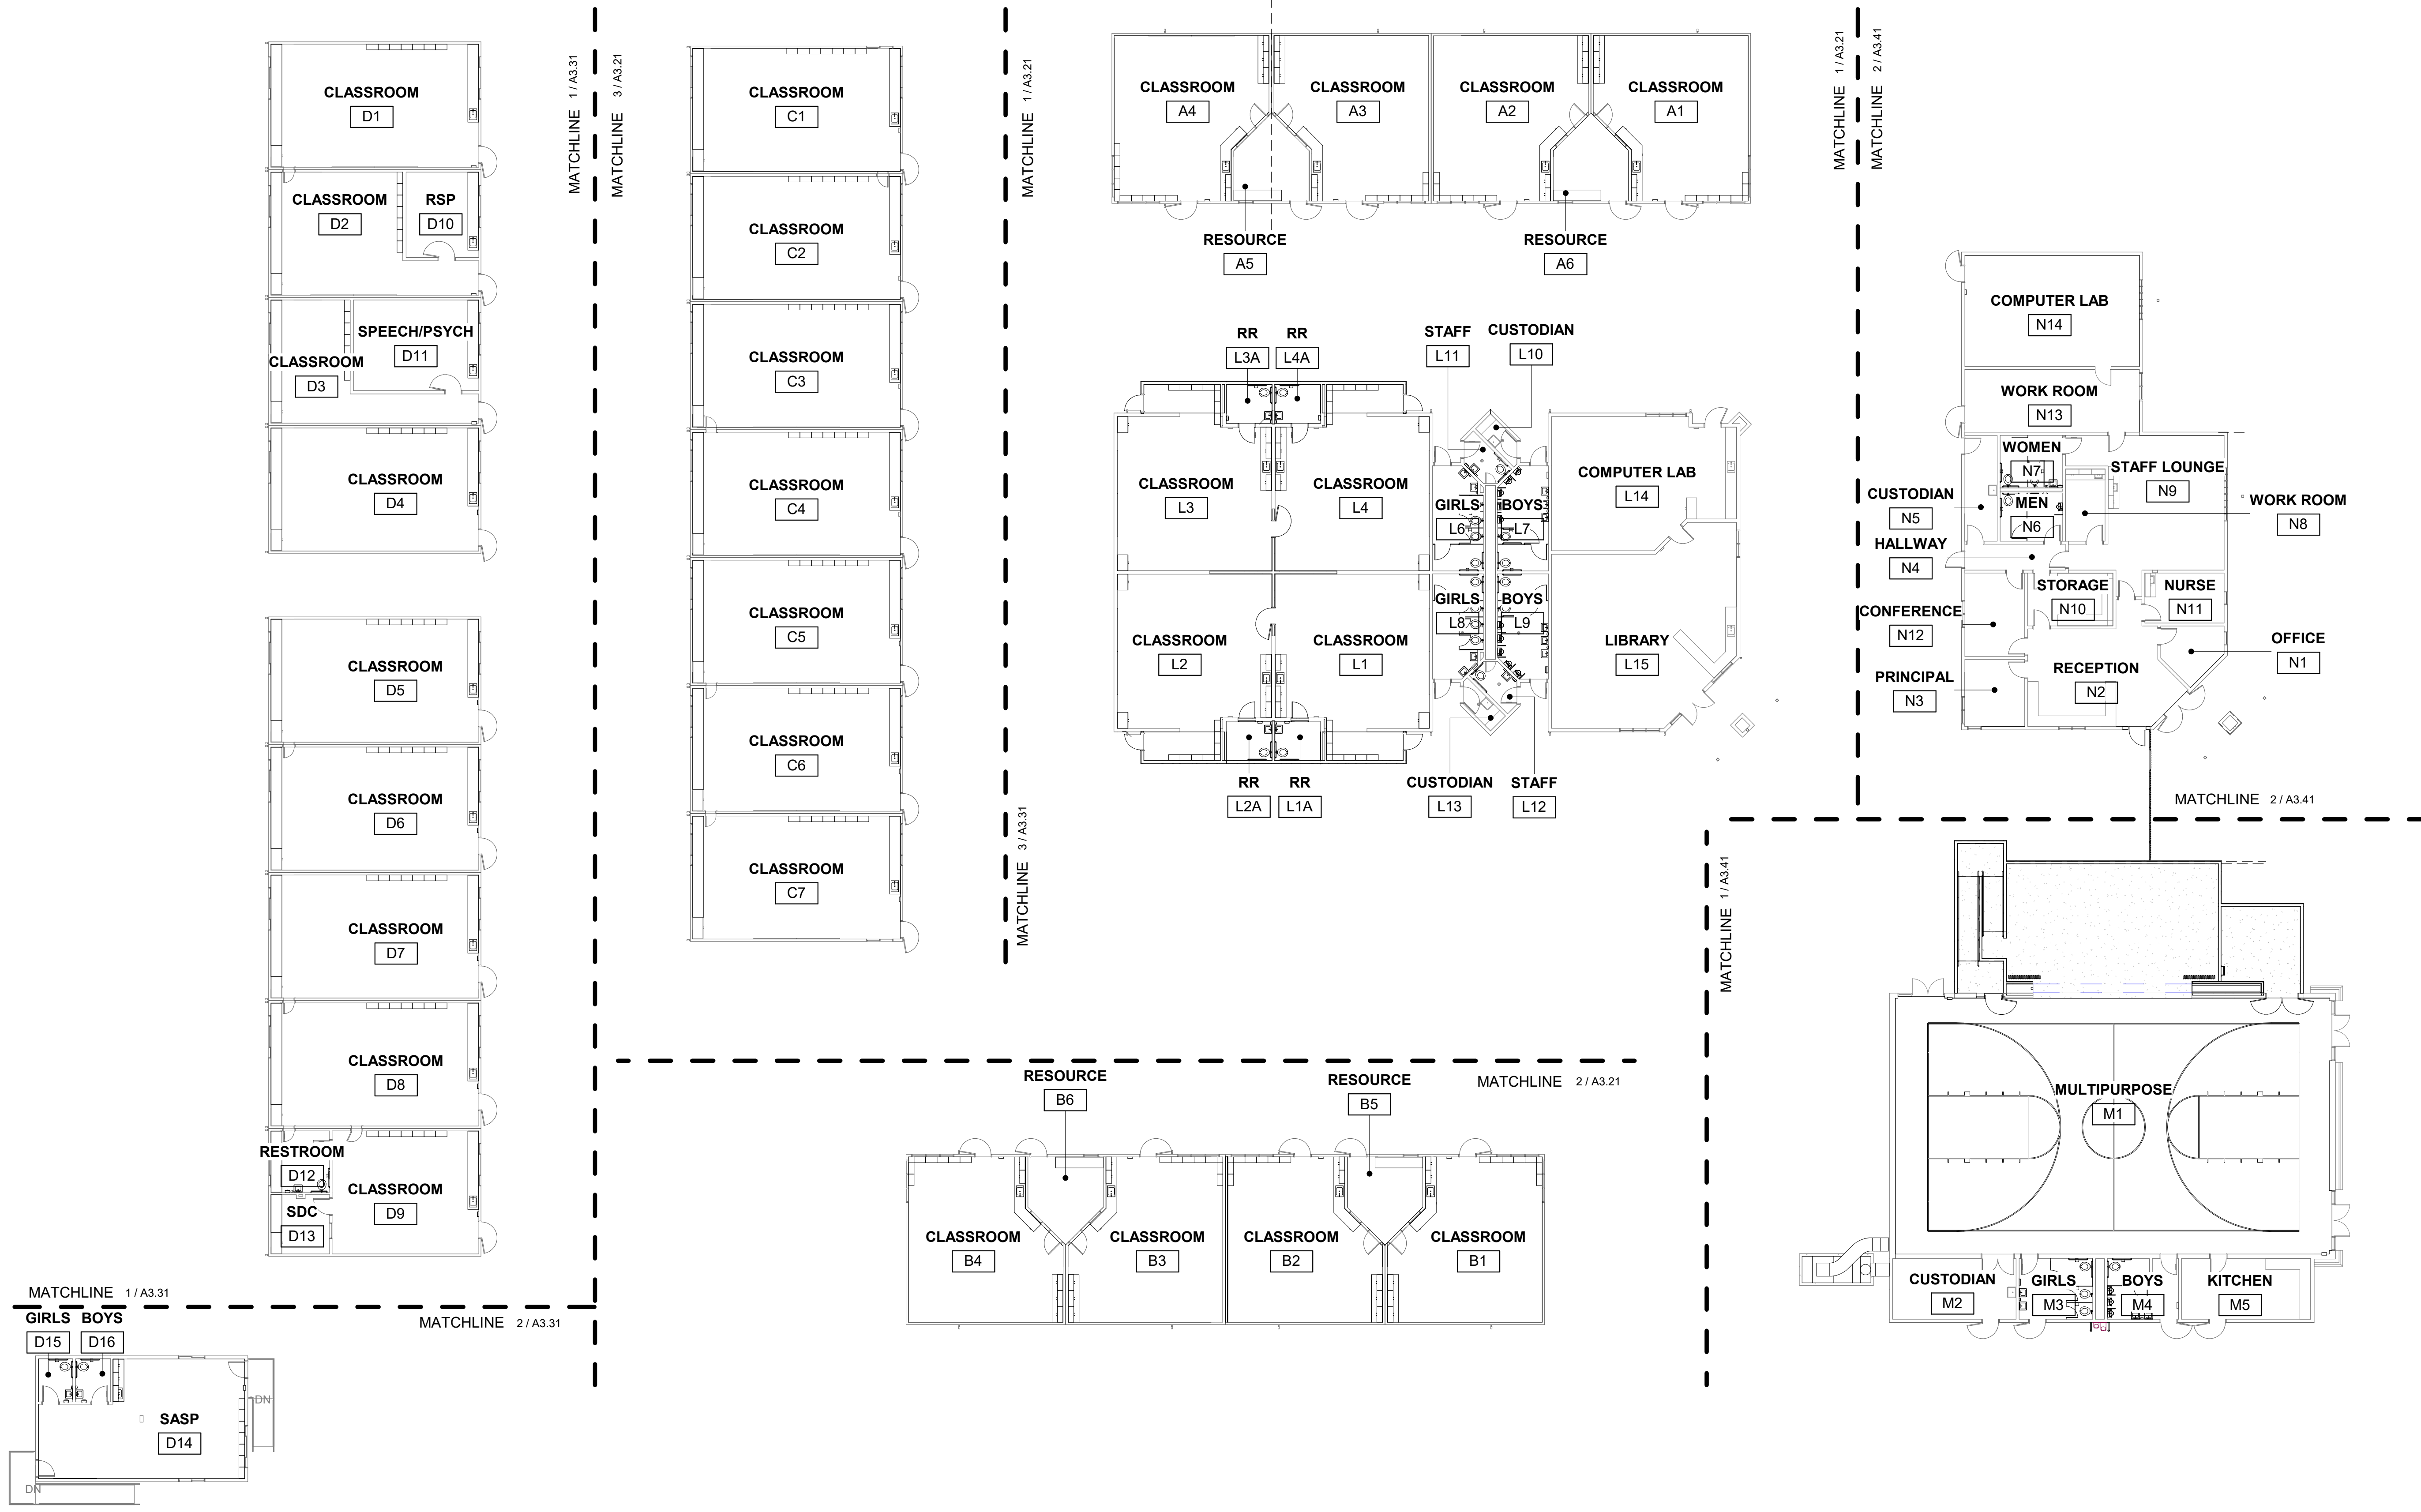 CLASSROOM
D1
CLASSROOM
D2
RSP
D10
SPEECH/PSYCH
D11
CLASSROOM
D3
CLASSROOM
D4
CLASSROOM
D5
CLASSROOM
D6
CLASSROOM
D7
CLASSROOM
D8
RESTROOM
D12
CLASSROOM
D9
SDC
D13
MATCHLINE 1 / A3.31
MATCHLINE 2 / A3.31
GIRLS
D15
BOYS
D16
SASP
D14
DN
DN
MATCHLINE 1 / A3.31
MATCHLINE 3 / A3.21
CLASSROOM
C1
CLASSROOM
C2
CLASSROOM
C3
CLASSROOM
C4
CLASSROOM
C5
CLASSROOM
C6
CLASSROOM
C7
MATCHLINE 1 / A3.21
MATCHLINE 3 / A3.31
CLASSROOM
A4
CLASSROOM
A3
CLASSROOM
A2
CLASSROOM
A1
RESOURCE
A5
RESOURCE
A6
RR
L3A
RR
L4A
STAFF
L11
CUSTODIAN
L10
CLASSROOM
L3
CLASSROOM
L4
GIRLS
L6
BOYS
L7
COMPUTER LAB
L14
GIRLS
L8
BOYS
L9
CLASSROOM
L2
CLASSROOM
L1
LIBRARY
L15
RR
L2A
RR
L1A
CUSTODIAN
L13
STAFF
L12
MATCHLINE 2 / A3.21
RESOURCE
B6
RESOURCE
B5
CLASSROOM
B4
CLASSROOM
B3
CLASSROOM
B2
CLASSROOM
B1
MATCHLINE 1 / A3.21
MATCHLINE 2 / A3.41
COMPUTER LAB
N14
WORK ROOM
N13
WOMEN
N7
STAFF LOUNGE
N9
CUSTODIAN
N5
MEN
N6
WORK ROOM
N8
HALLWAY
N4
STORAGE
N10
NURSE
N11
CONFERENCE
N12
OFFICE
N1
RECEPTION
N2
PRINCIPAL
N3
MATCHLINE 2 / A3.41
MATCHLINE 1 / A3.41
MULTIPURPOSE
M1
CUSTODIAN
M2
GIRLS
M3
BOYS
M4
KITCHEN
M5